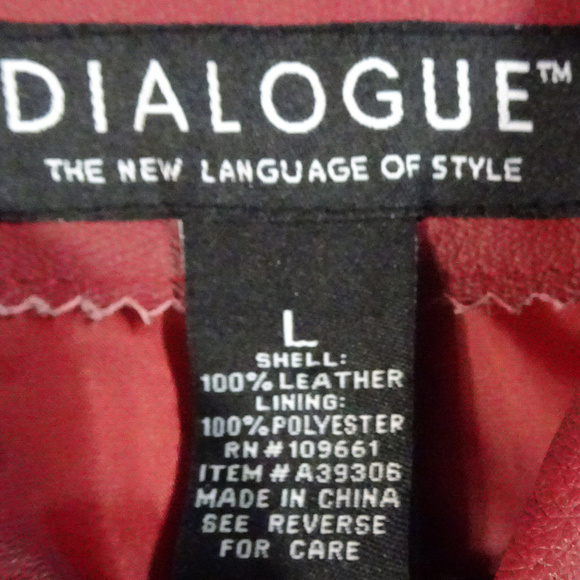 DIALOGUE™
THE NEW LANGUAGE OF STYLE
L
SHELL:
100% LEATHER
LINING:
100% POLYESTER
RN # 109661
ITEM # A39306
MADE IN CHINA
SEE REVERSE
FOR CARE